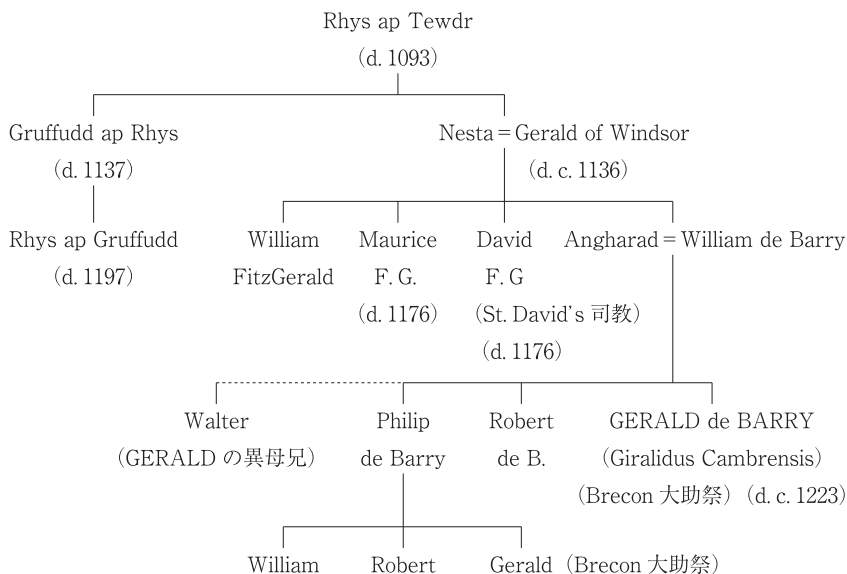 Rhys ap Tewdr
(d. 1093)
Gruffudd ap Rhys
(d. 1137)
Nesta=Gerald of Windsor
(d. c. 1136)
Rhys ap Gruffudd
(d. 1197)
William
FitzGerald
Maurice
F. G.
(d. 1176)
David
F. G
(St. David's 司教)
(d. 1176)
Angharad=William de Barry
Walter
(GERALD の異母兄)
Philip
de Barry
Robert
de B.
GERALD de BARRY
(Giralidus Cambrensis)
(Brecon 大助祭) (d. c. 1223)
William
Robert
Gerald (Brecon 大助祭)